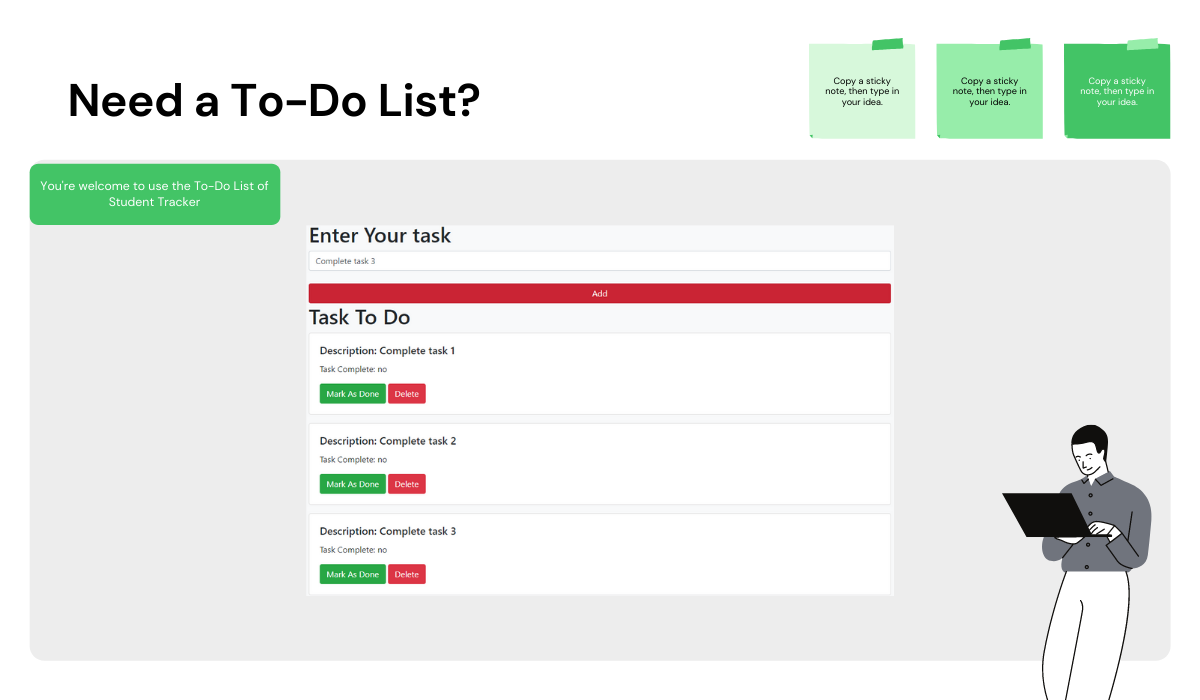 Need a To-Do List?
Copy a sticky
note, then type in
your idea.
Copy a sticky
note, then type in
your idea.
Copy a sticky
note, then type in
your idea.
You're welcome to use the To-Do List of
Student Tracker
Enter Your task
Complete task 3
Add
Task To Do
Description: Complete task 1
Task Complete: no
Mark As Done Delete
Description: Complete task 2
Task Complete: no
Mark As Done Delete
Description: Complete task 3
Task Complete: no
Mark As Done Delete